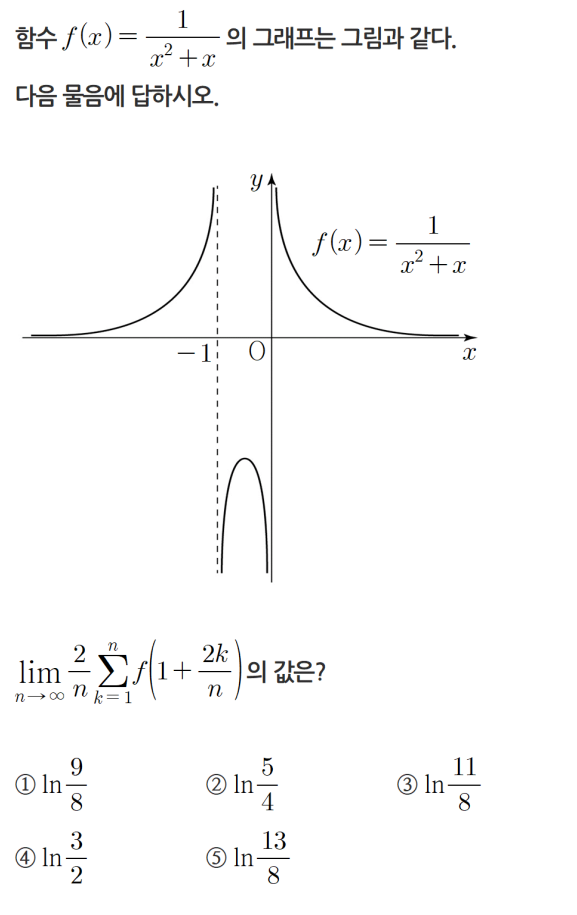 함수 f(x) = 1/(x²+x) 의 그래프는 그림과 같다.
다음 물음에 답하시오.
y
f(x) = 1/(x²+x)
−1 O x
lim_{n→∞} 2/n ∑_{k=1}^{n} f(1 + 2k/n) 의 값은?
① ln 9/8 ② ln 5/4 ③ ln 11/8
④ ln 3/2 ⑤ ln 13/8